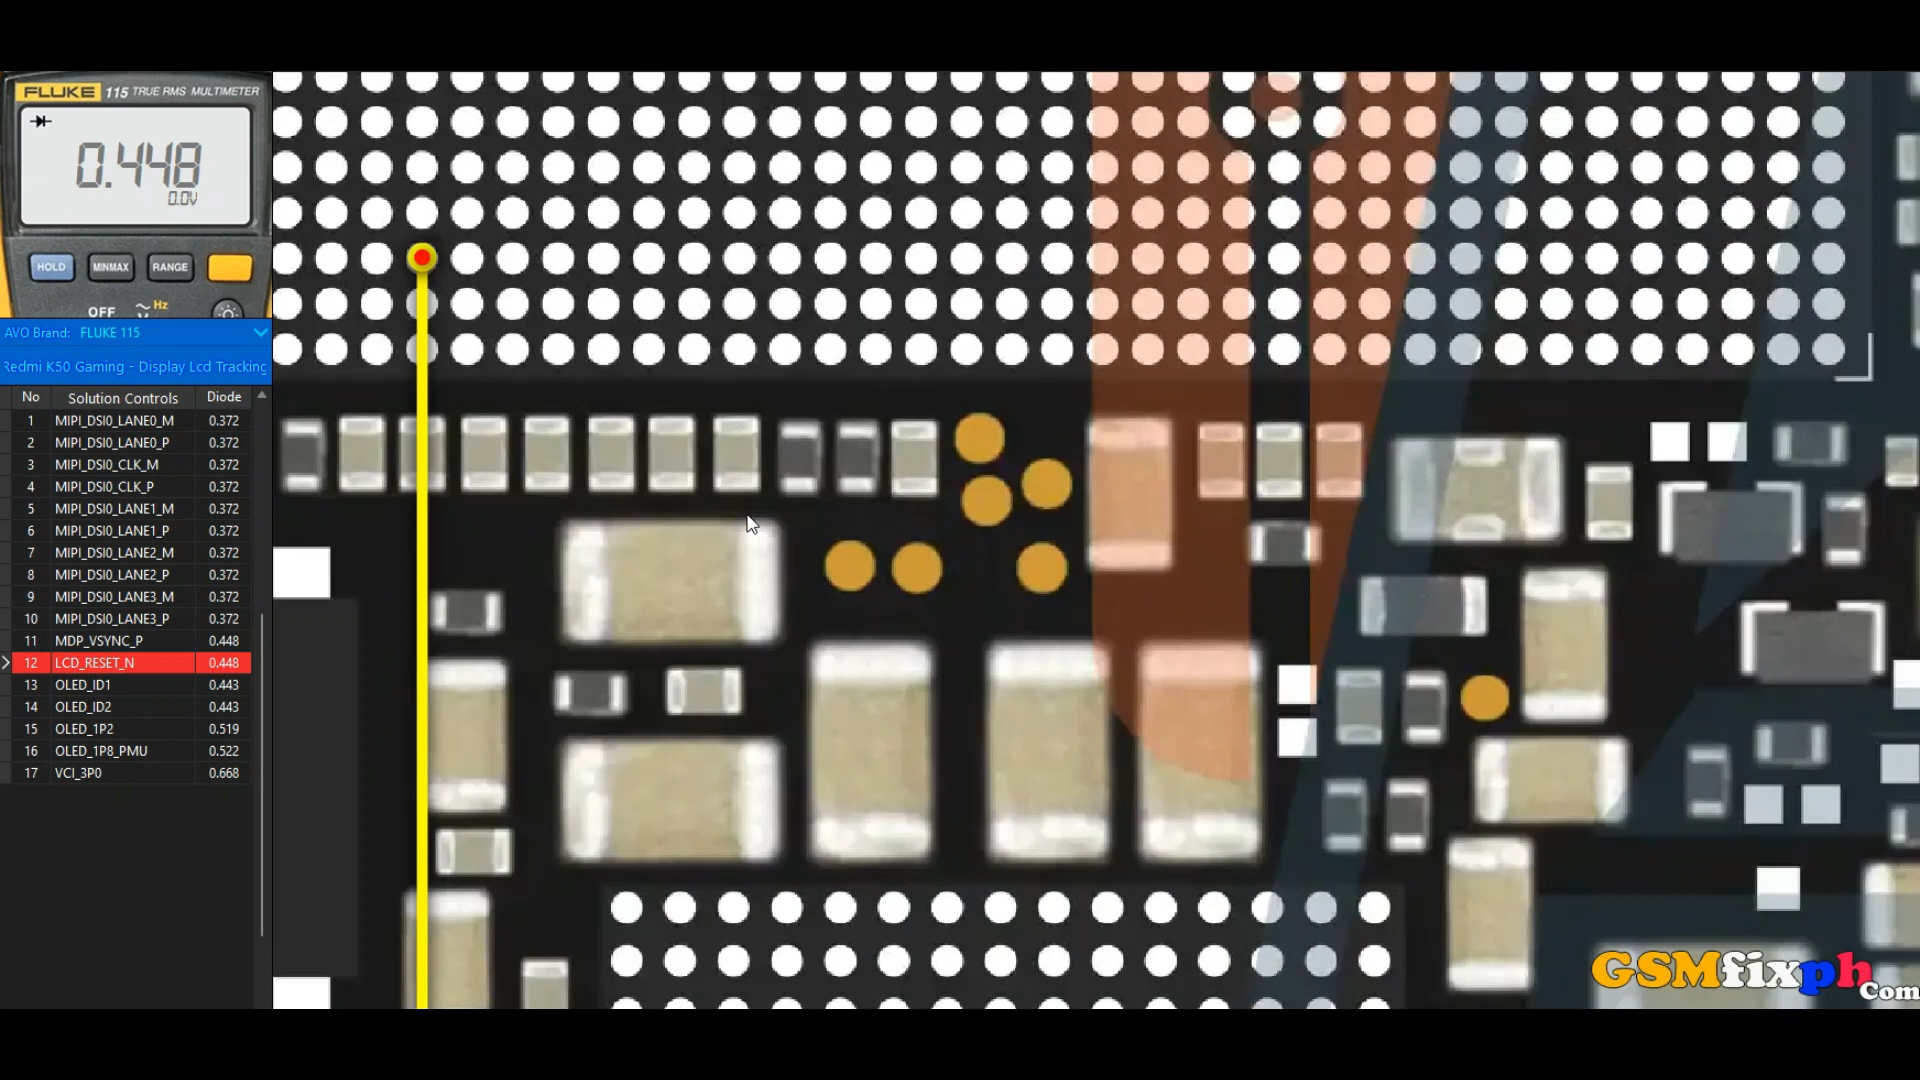 FLUKE 115 TRUE RMS MULTIMETER
0.448
0.0V
HOLD MINMAX RANGE
OFF Hz
AVO Brand: FLUKE 115
Redmi K50 Gaming - Display Lcd Tracking
No Solution Controls Diode
1 MIPI_DSI0_LANE0_M 0.372
2 MIPI_DSI0_LANE0_P 0.372
3 MIPI_DSI0_CLK_M 0.372
4 MIPI_DSI0_CLK_P 0.372
5 MIPI_DSI0_LANE1_M 0.372
6 MIPI_DSI0_LANE1_P 0.372
7 MIPI_DSI0_LANE2_M 0.372
8 MIPI_DSI0_LANE2_P 0.372
9 MIPI_DSI0_LANE3_M 0.372
10 MIPI_DSI0_LANE3_P 0.372
11 MDP_VSYNC_P 0.448
12 LCD_RESET_N 0.448
13 OLED_ID1 0.443
14 OLED_ID2 0.443
15 OLED_1P2 0.519
16 OLED_1P8_PMU 0.522
17 VCI_3P0 0.668
GSMfixph
Com